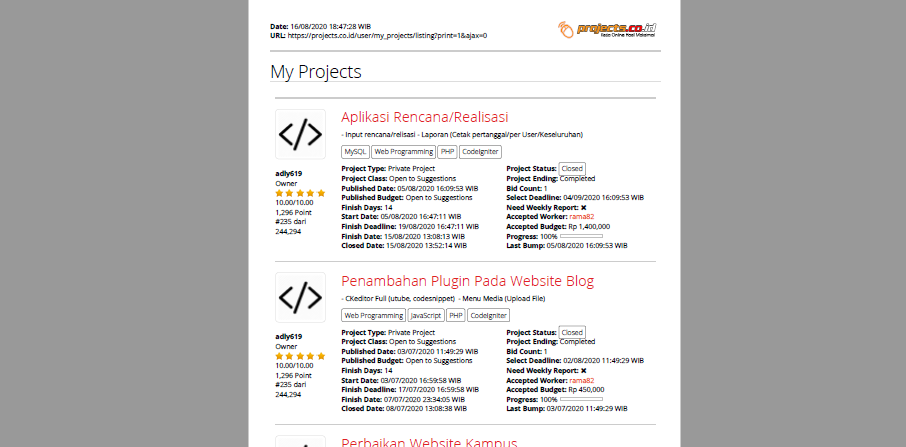 Date: 16/08/2020 18:47:28 WIB
URL: https://projects.co.id/user/my_projects/listing?print=1&ajax=0
projects.co.id
Kerja Online Hasil Maksimal
My Projects
</>
adly619
Owner
10.00/10.00
1,296 Point
#235 dari
244,294
Aplikasi Rencana/Realisasi
- Input rencana/relisasi - Laporan (Cetak pertanggal/per User/Keseluruhan)
MySQL Web Programming PHP CodeIgniter
Project Type: Private Project
Project Class: Open to Suggestions
Published Date: 05/08/2020 16:09:53 WIB
Published Budget: Open to Suggestions
Finish Days: 14
Start Date: 05/08/2020 16:47:11 WIB
Finish Deadline: 19/08/2020 16:47:11 WIB
Finish Date: 15/08/2020 13:08:13 WIB
Closed Date: 15/08/2020 13:52:14 WIB
Project Status: Closed
Project Ending: Completed
Bid Count: 1
Select Deadline: 04/09/2020 16:09:53 WIB
Need Weekly Report: ✖
Accepted Worker: rama82
Accepted Budget: Rp 1,400,000
Progress: 100%
Last Bump: 05/08/2020 16:09:53 WIB
</>
adly619
Owner
10.00/10.00
1,296 Point
#235 dari
244,294
Penambahan Plugin Pada Website Blog
- CKeditor Full (utube, codesnippet) - Menu Media (Upload File)
Web Programming JavaScript PHP CodeIgniter
Project Type: Private Project
Project Class: Open to Suggestions
Published Date: 03/07/2020 11:49:29 WIB
Published Budget: Open to Suggestions
Finish Days: 14
Start Date: 03/07/2020 16:59:58 WIB
Finish Deadline: 17/07/2020 16:59:58 WIB
Finish Date: 07/07/2020 23:34:05 WIB
Closed Date: 08/07/2020 13:08:38 WIB
Project Status: Closed
Project Ending: Completed
Bid Count: 1
Select Deadline: 02/08/2020 11:49:29 WIB
Need Weekly Report: ✖
Accepted Worker: rama82
Accepted Budget: Rp 450,000
Progress: 100%
Last Bump: 03/07/2020 11:49:29 WIB
Perbaikan Website Kampus